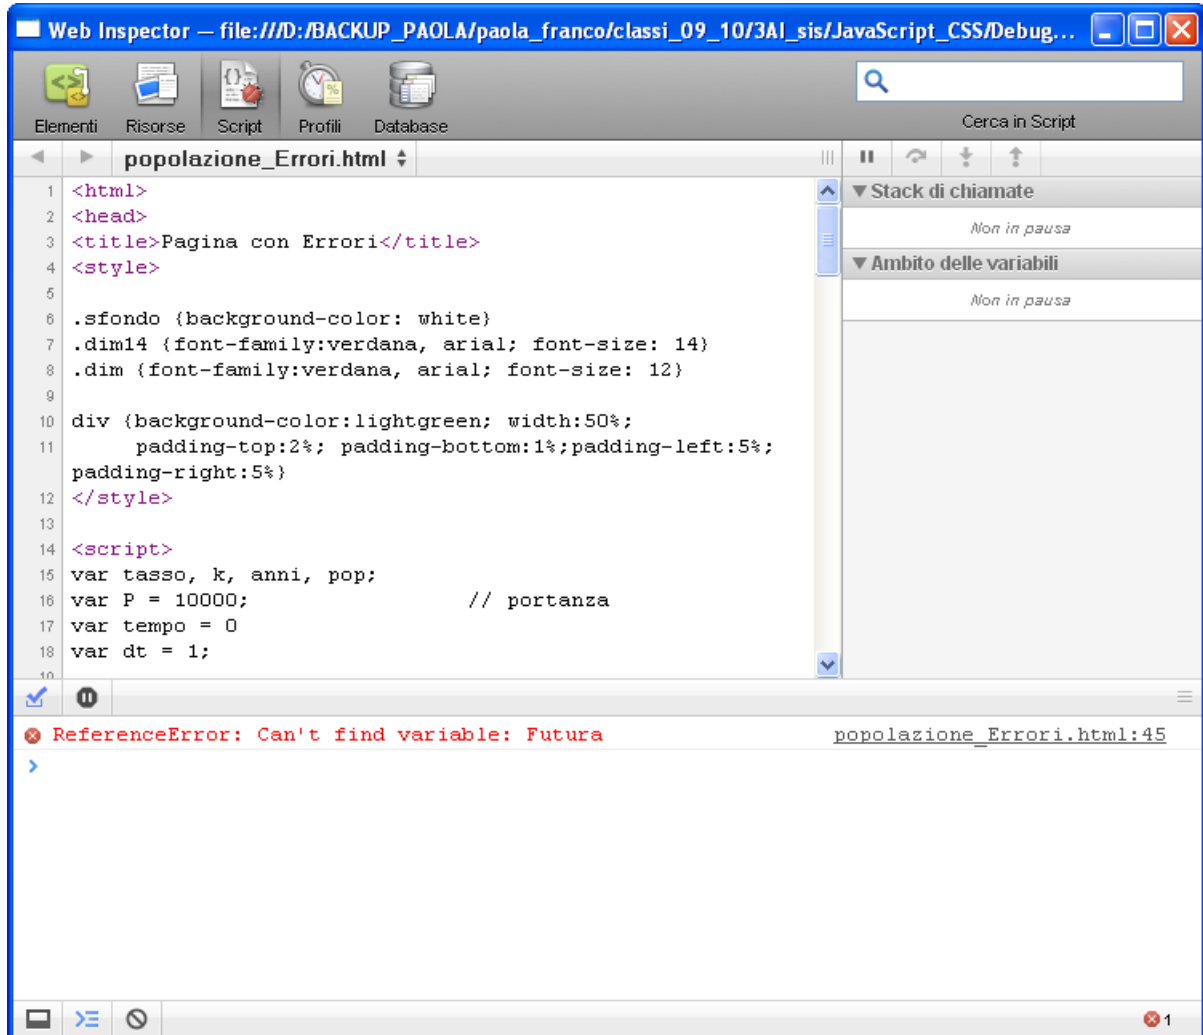 Web Inspector — file:///D:/BACKUP_PAOLA/paola_franco/classi_09_10/3AI_sis/JavaScript_CSS/Debug...
Elementi Risorse Script Profili Database
Cerca in Script
popolazione_Errori.html
1 <html>
2 <head>
3 <title>Pagina con Errori</title>
4 <style>
5
6 .sfondo {background-color: white}
7 .dim14 {font-family:verdana, arial; font-size: 14}
8 .dim {font-family:verdana, arial; font-size: 12}
9
10 div {background-color:lightgreen; width:50%;
11 padding-top:2%; padding-bottom:1%;padding-left:5%;
padding-right:5%}
12 </style>
13
14 <script>
15 var tasso, k, anni, pop;
16 var P = 10000; // portanza
17 var tempo = 0
18 var dt = 1;
19
Stack di chiamate
Non in pausa
Ambito delle variabili
Non in pausa
ReferenceError: Can't find variable: Futura popolazione_Errori.html:45
1